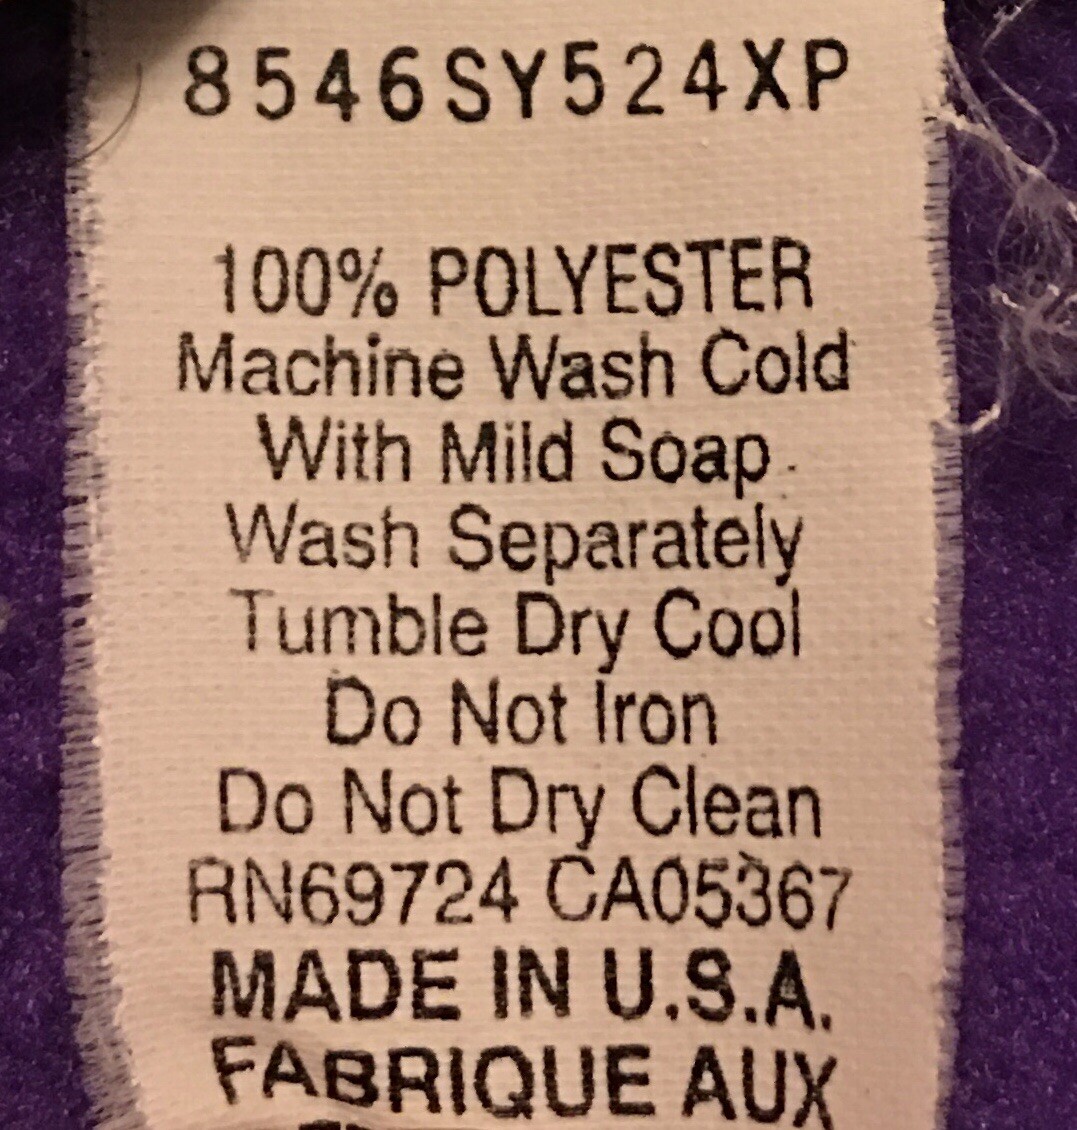 8546SY524XP
100% POLYESTER
Machine Wash Cold
With Mild Soap
Wash Separately
Tumble Dry Cool
Do Not Iron
Do Not Dry Clean
RN69724 CA05367
MADE IN U.S.A.
FABRIQUE AUX